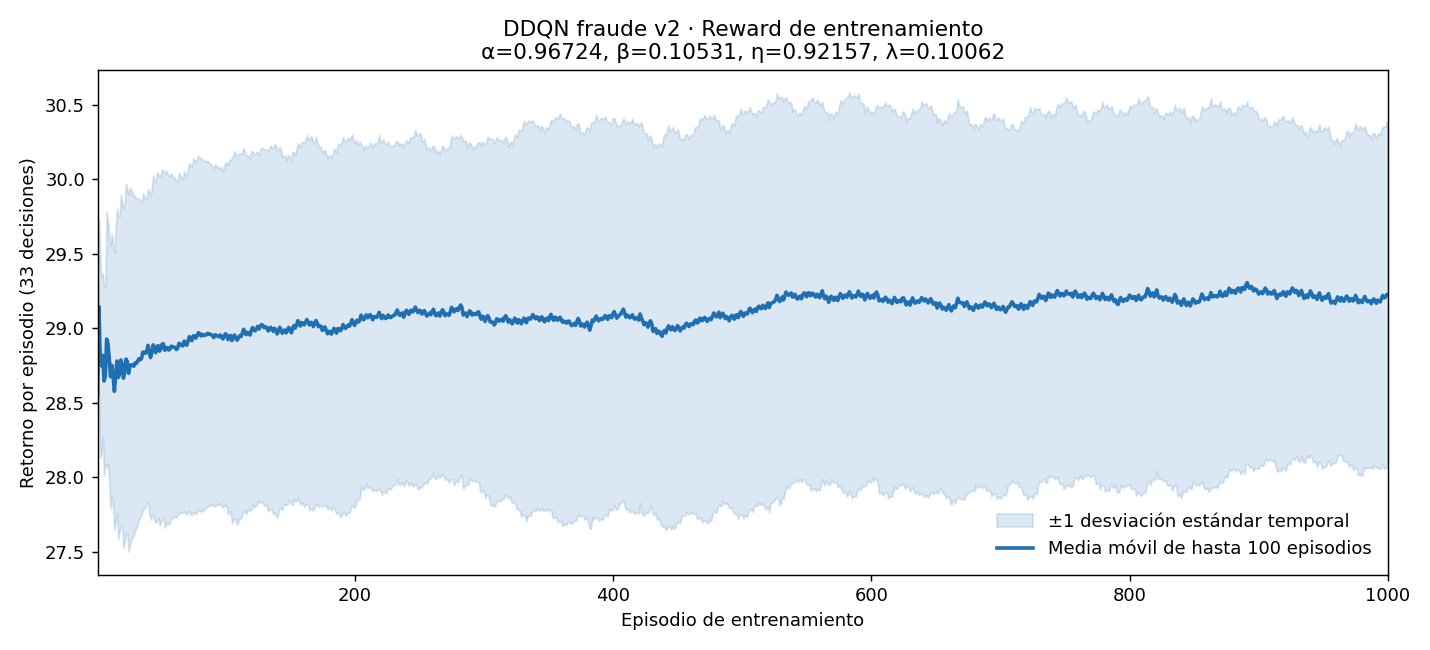 DDQN fraude v2 · Reward de entrenamiento
α=0.96724, β=0.10531, η=0.92157, λ=0.10062
Retorno por episodio (33 decisiones)
30.5
30.0
29.5
29.0
28.5
28.0
27.5
±1 desviación estándar temporal
Media móvil de hasta 100 episodios
200
400
600
800
1000
Episodio de entrenamiento